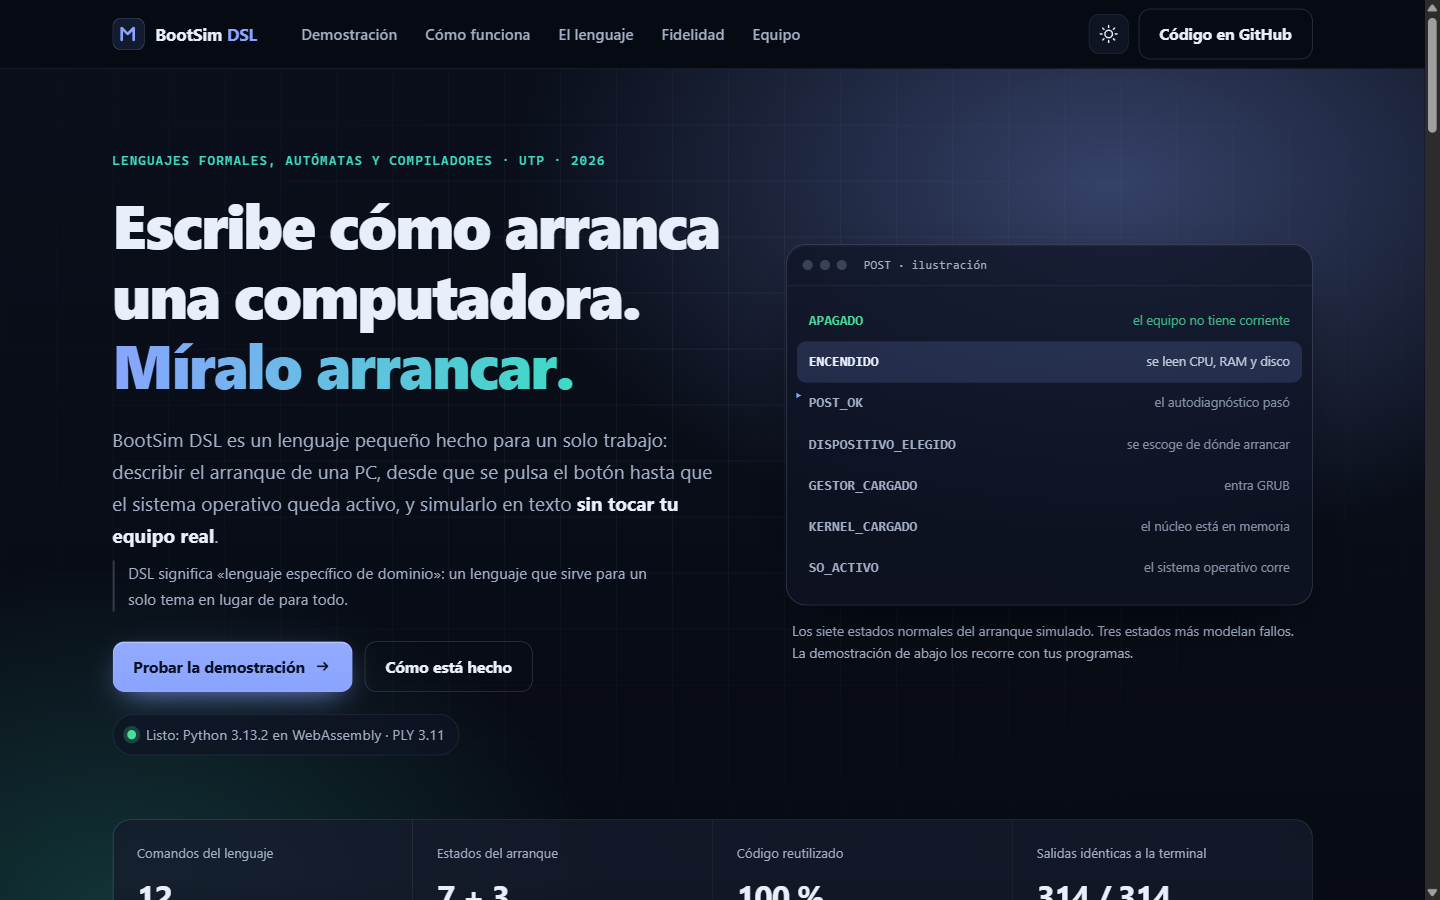 BootSim DSL
Demostración
Cómo funciona
El lenguaje
Fidelidad
Equipo
Código en GitHub
LENGUAJES FORMALES, AUTÓMATAS Y COMPILADORES · UTP · 2026
Escribe cómo arranca
una computadora.
Míralo arrancar.
BootSim DSL es un lenguaje pequeño hecho para un solo trabajo:
describir el arranque de una PC, desde que se pulsa el botón hasta que
el sistema operativo queda activo, y simularlo en texto sin tocar tu
equipo real.
DSL significa «lenguaje específico de dominio»: un lenguaje que sirve para un
solo tema en lugar de para todo.
Probar la demostración →
Cómo está hecho
Listo: Python 3.13.2 en WebAssembly · PLY 3.11
POST · ilustración
APAGADO el equipo no tiene corriente
ENCENDIDO se leen CPU, RAM y disco
POST_OK el autodiagnóstico pasó
DISPOSITIVO_ELEGIDO se escoge de dónde arrancar
GESTOR_CARGADO entra GRUB
KERNEL_CARGADO el núcleo está en memoria
SO_ACTIVO el sistema operativo corre
Los siete estados normales del arranque simulado. Tres estados más modelan fallos.
La demostración de abajo los recorre con tus programas.
Comandos del lenguaje
12
Estados del arranque
7 + 3
Código reutilizado
100 %
Salidas idénticas a la terminal
314 / 314